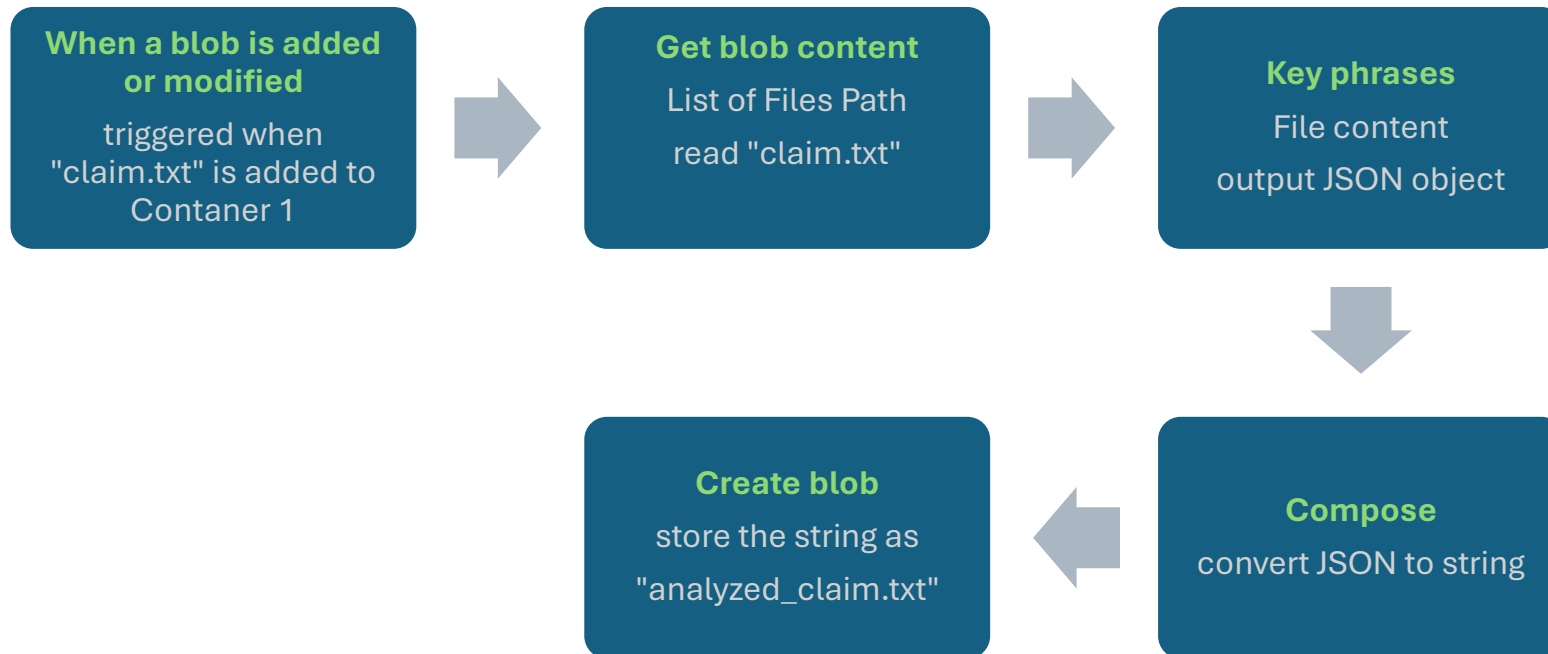 When a blob is added
or modified
triggered when
"claim.txt" is added to
Contaner 1
Get blob content
List of Files Path
read "claim.txt"
Key phrases
File content
output JSON object
Compose
convert JSON to string
Create blob
store the string as
"analyzed_claim.txt"